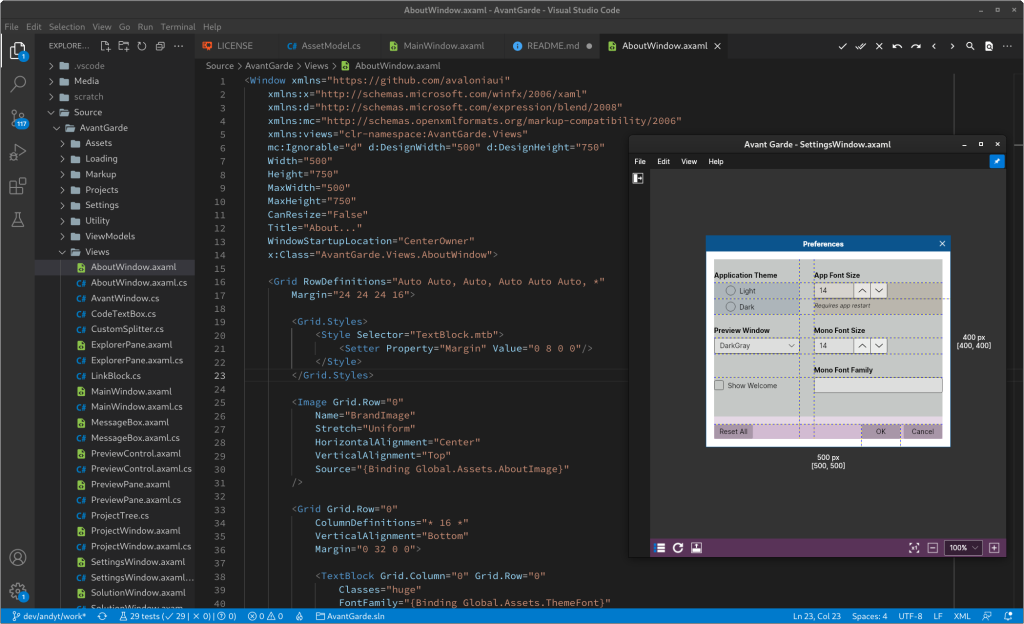 AboutWindow.axaml - AvantGarde - Visual Studio Code
File Edit Selection View Go Run Terminal Help
EXPLORE...
LICENSE
AssetModel.cs
MainWindow.axaml
README.md
AboutWindow.axaml
Source > AvantGarde > Views > AboutWindow.axaml
1
117
1
.vscode
Media
scratch
Source
AvantGarde
Assets
Loading
Markup
Projects
Settings
Utility
ViewModels
Views
AboutWindow.axaml
AboutWindow.axaml.cs
AvantWindow.cs
CodeTextBox.cs
CustomSplitter.cs
ExplorerPane.axaml
ExplorerPane.axaml.cs
LinkBlock.cs
MainWindow.axaml
MainWindow.axaml.cs
MessageBox.axaml
MessageBox.axaml.cs
PreviewControl.axaml
PreviewControl.axaml.cs
PreviewPane.axaml
PreviewPane.axaml.cs
ProjectTree.cs
ProjectWindow.axaml
ProjectWindow.axaml.cs
SettingsWindow.axaml
SettingsWindow.axaml...
SolutionWindow.axaml
1 <Window xmlns="https://github.com/avaloniaui"
2 xmlns:x="http://schemas.microsoft.com/winfx/2006/xaml"
3 xmlns:d="http://schemas.microsoft.com/expression/blend/2008"
4 xmlns:mc="http://schemas.openxmlformats.org/markup-compatibility/2006"
5 xmlns:views="clr-namespace:AvantGarde.Views"
6 mc:Ignorable="d" d:DesignWidth="500" d:DesignHeight="750"
7 Width="500"
8 Height="750"
9 MaxWidth="500"
10 MaxHeight="750"
11 CanResize="False"
12 Title="About..."
13 WindowStartupLocation="CenterOwner"
14 x:Class="AvantGarde.Views.AboutWindow">
15
16 <Grid RowDefinitions="Auto Auto, Auto, Auto Auto Auto, *"
17 Margin="24 24 24 16">
18
19 <Grid.Styles>
20 <Style Selector="TextBlock.mtb">
21 <Setter Property="Margin" Value="0 8 0 0"/>
22 </Style>
23 </Grid.Styles>
24
25 <Image Grid.Row="0"
26 Name="BrandImage"
27 Stretch="Uniform"
28 HorizontalAlignment="Center"
29 VerticalAlignment="Top"
30 Source="{Binding Global.Assets.AboutImage}"
31 />
32
33 <Grid Grid.Row="0"
34 ColumnDefinitions="* 16 *"
35 VerticalAlignment="Bottom"
36 Margin="0 32 0 0">
37
38 <TextBlock Grid.Column="0" Grid.Row="0"
39 Classes="huge"
40 FontFamily="{Binding Global.Assets.ThemeFont}"
Avant Garde - SettingsWindow.axaml
File Edit View Help
Preferences
Application Theme
Light
Dark
Preview Window
DarkGray
Show Welcome
App Font Size
14
Requires app restart
Mono Font Size
14
Mono Font Family
Reset All
OK
Cancel
400 px
[400, 400]
500 px
[500, 500]
100%
dev/andyt/work* 29 tests (✓ 29 | ✕ 0) 0) 0 0 AvantGarde.sln
Ln 23, Col 23 Spaces: 4 UTF-8 LF XML